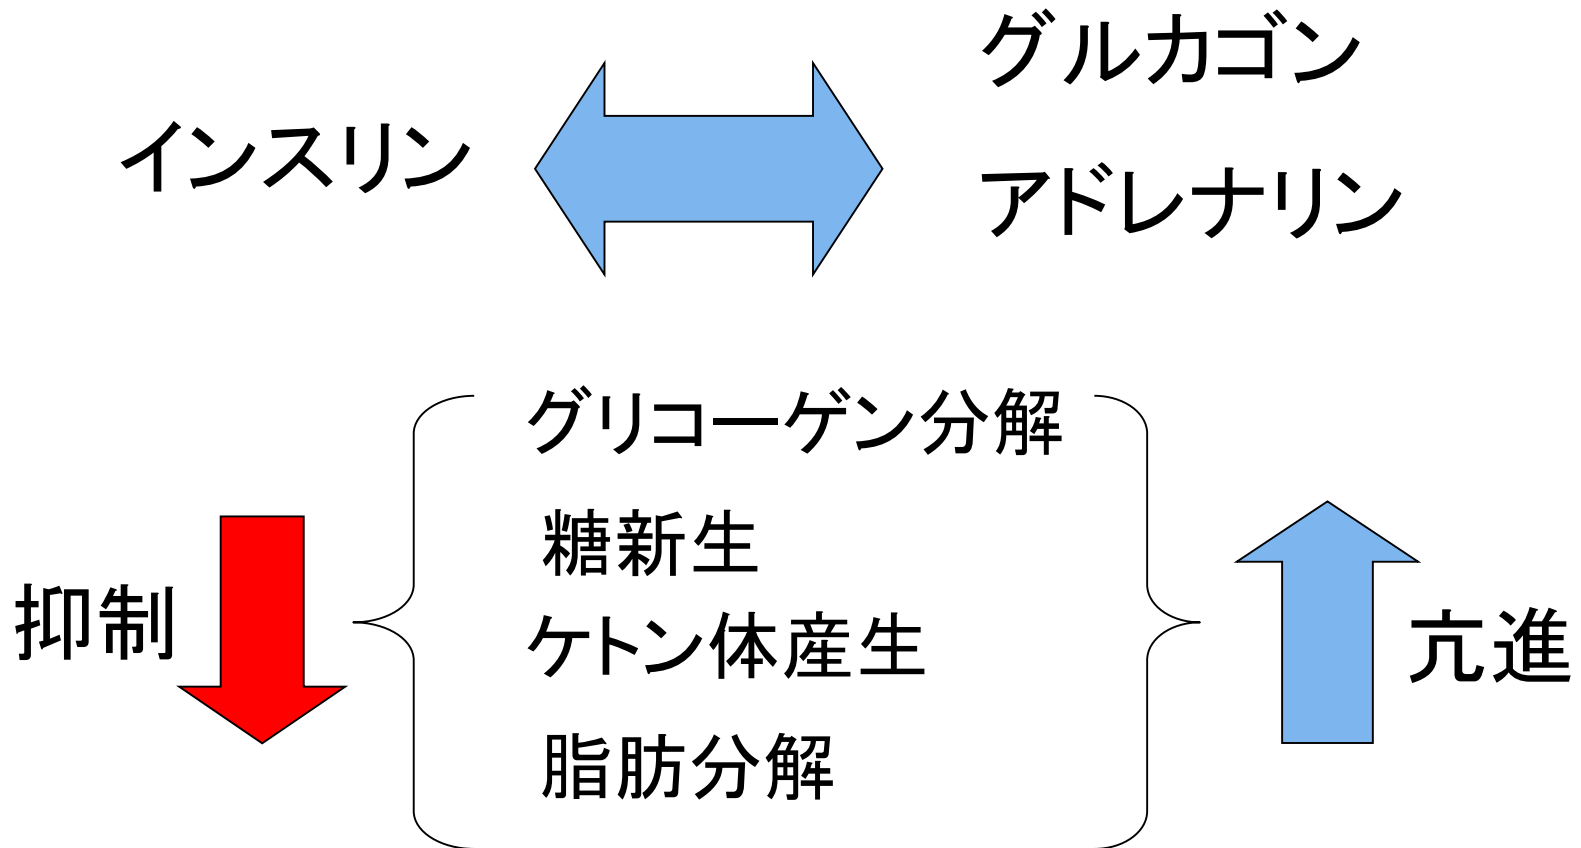 グルカゴン
インスリン
アドレナリン
グリコーゲン分解
糖新生
抑制
ケトン体産生
亢進
脂肪分解